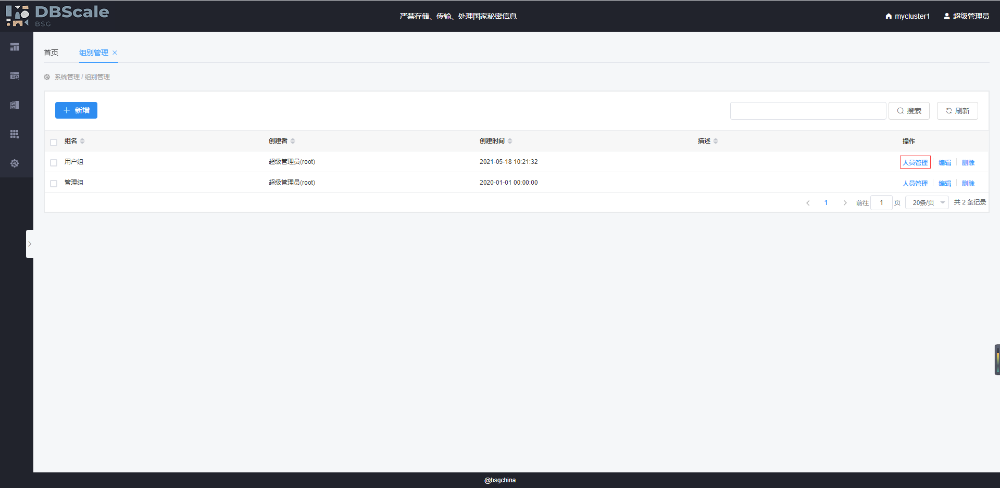 DBScale
BSG
严禁存储、传输、处理国家秘密信息
mycluster1
超级管理员
首页
组别管理
系统管理 / 组别管理
新增
搜索
刷新
组名 创建者 创建时间 描述 操作
用户组 超级管理员(root) 2021-05-18 10:21:32 人员管理 编辑 删除
管理组 超级管理员(root) 2020-01-01 00:00:00 人员管理 编辑 删除
1 前往 1 页 20条/页 共 2 条记录
@bsgchina